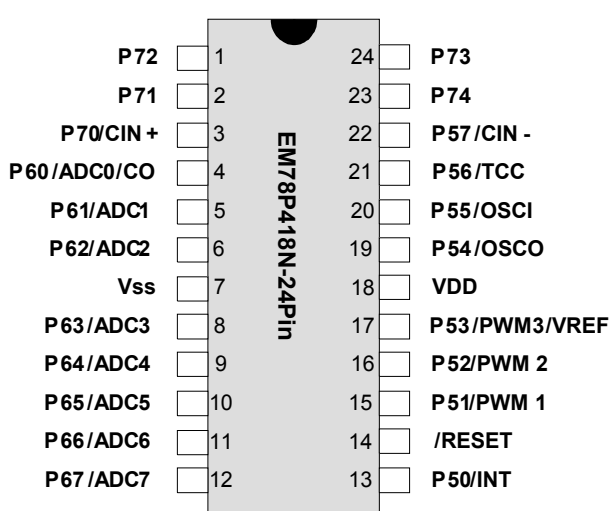 P72 1 24 P73
P71 2 23 P74
P70/CIN + 3 22 P57/CIN -
P60/ADC0/CO 4 21 P56/TCC
P61/ADC1 5 20 P55/OSCI
P62/ADC2 6 19 P54/OSCO
Vss 7 18 VDD
P63/ADC3 8 17 P53/PWM3/VREF
P64/ADC4 9 16 P52/PWM 2
P65/ADC5 10 15 P51/PWM 1
P66/ADC6 11 14 /RESET
P67/ADC7 12 13 P50/INT
EM78P418N-24Pin